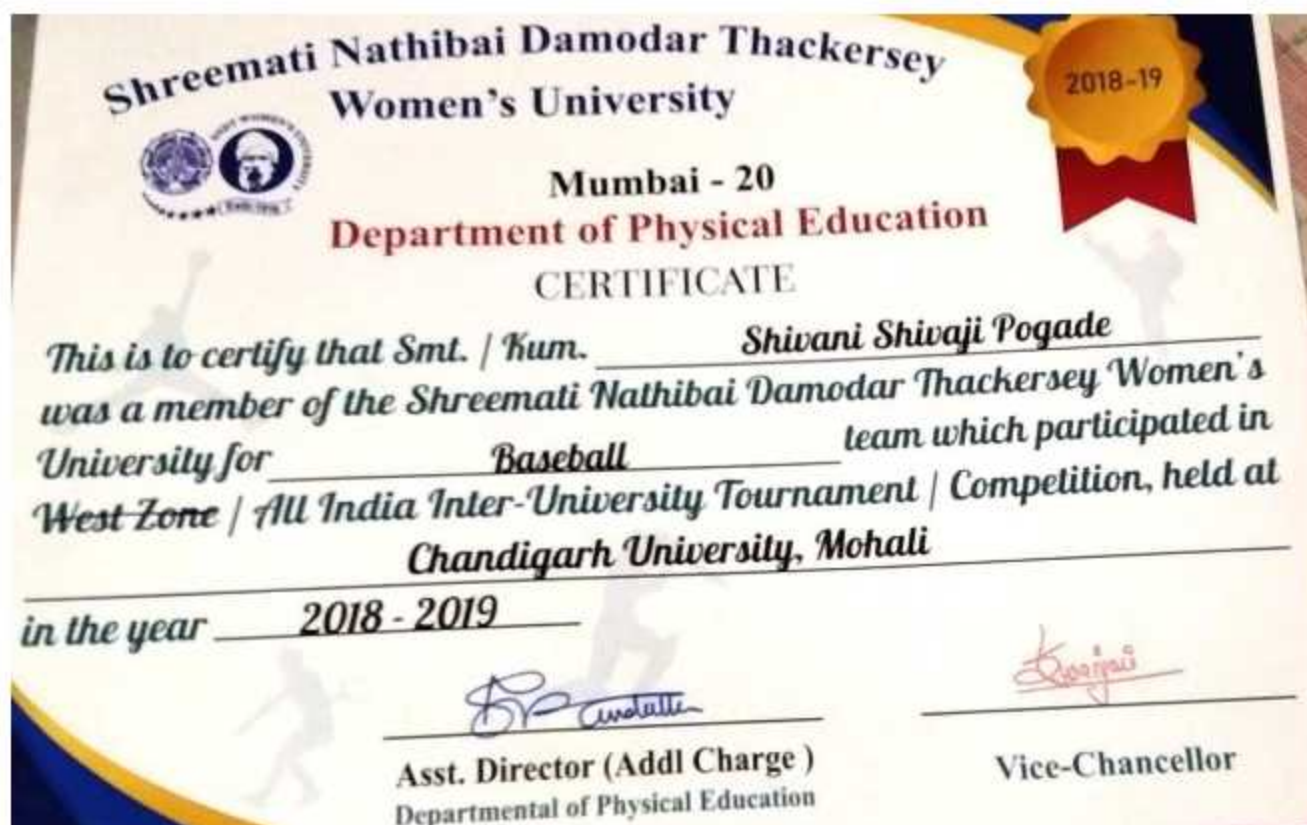 Shreemati Nathibai Damodar Thackersey
Women's University
2018-19
Mumbai - 20
Department of Physical Education
CERTIFICATE
This is to certify that Smt. / Kum. Shivani Shivaji Pogade
was a member of the Shreemati Nathibai Damodar Thackersey Women's
University for Baseball team which participated in
West Zone / All India Inter-University Tournament / Competition, held at
Chandigarh University, Mohali
in the year 2018 - 2019
Asst. Director (Addl Charge )
Vice-Chancellor
Departmental of Physical Education